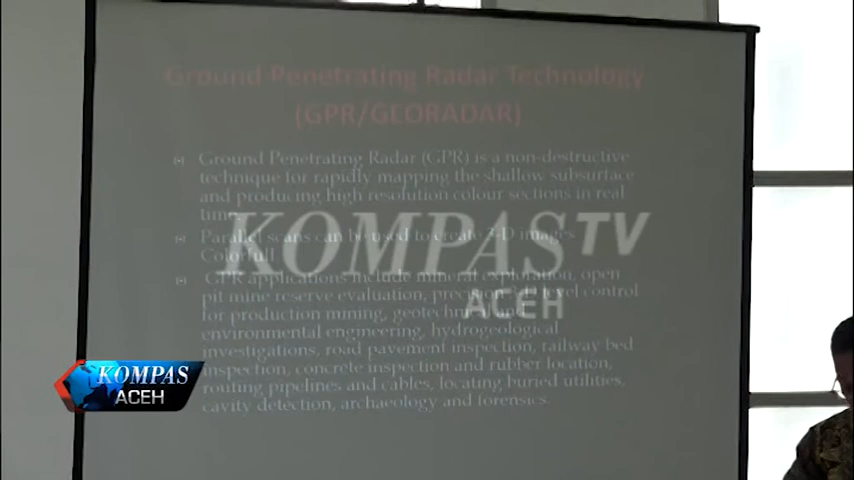 Ground Penetrating Radar Technology
(GPR/GEORADAR)
Ground Penetrating Radar (GPR) is a non-destructive
technique for rapidly mapping the shallow subsurface
and producing high resolution colour sections in real
time
Parallel scans can be used to create 3-D images
Colorfull
GPR applications include mineral exploration, open
pit mine reserve evaluation, level control
for production mining, and
environmental engineering, hydrogeological
investigations, road pavement inspection, railway bed
inspection, concrete inspection and rubber location,
routing pipelines and cables, locating buried utilities,
cavity detection, archaeology and forensics.
KOMPAS TV
ACEH
KOMPAS
ACEH